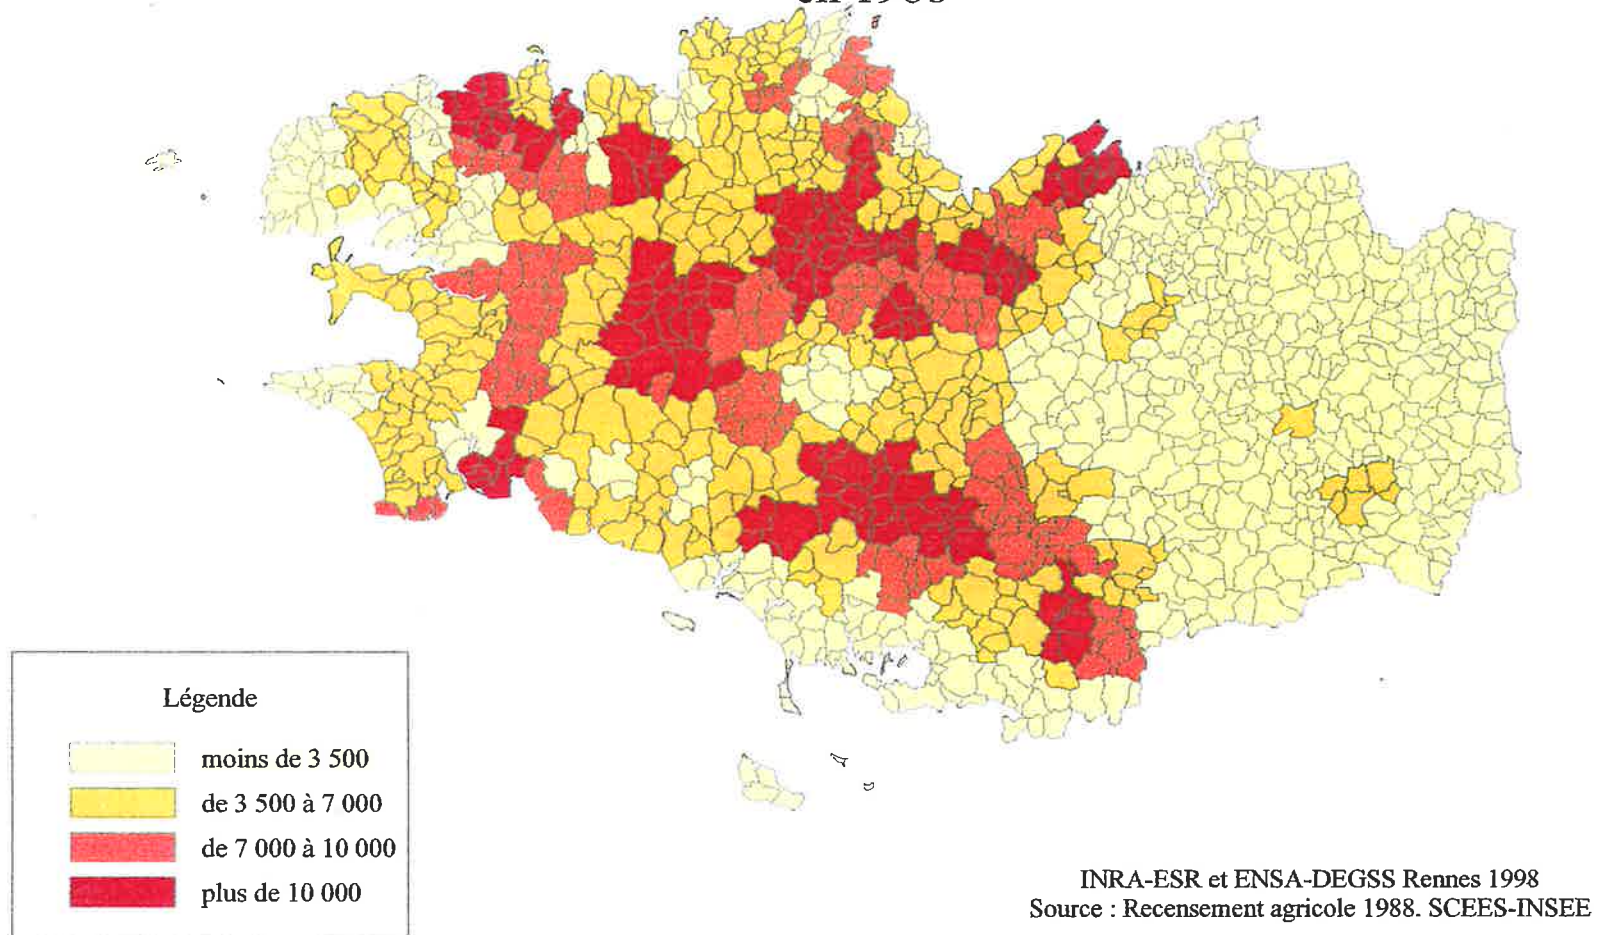 Légende
moins de 3 500
de 3 500 à 7 000
de 7 000 à 10 000
plus de 10 000
INRA-ESR et ENSA-DEGSS Rennes 1998
Source : Recensement agricole 1988. SCEES-INSEE